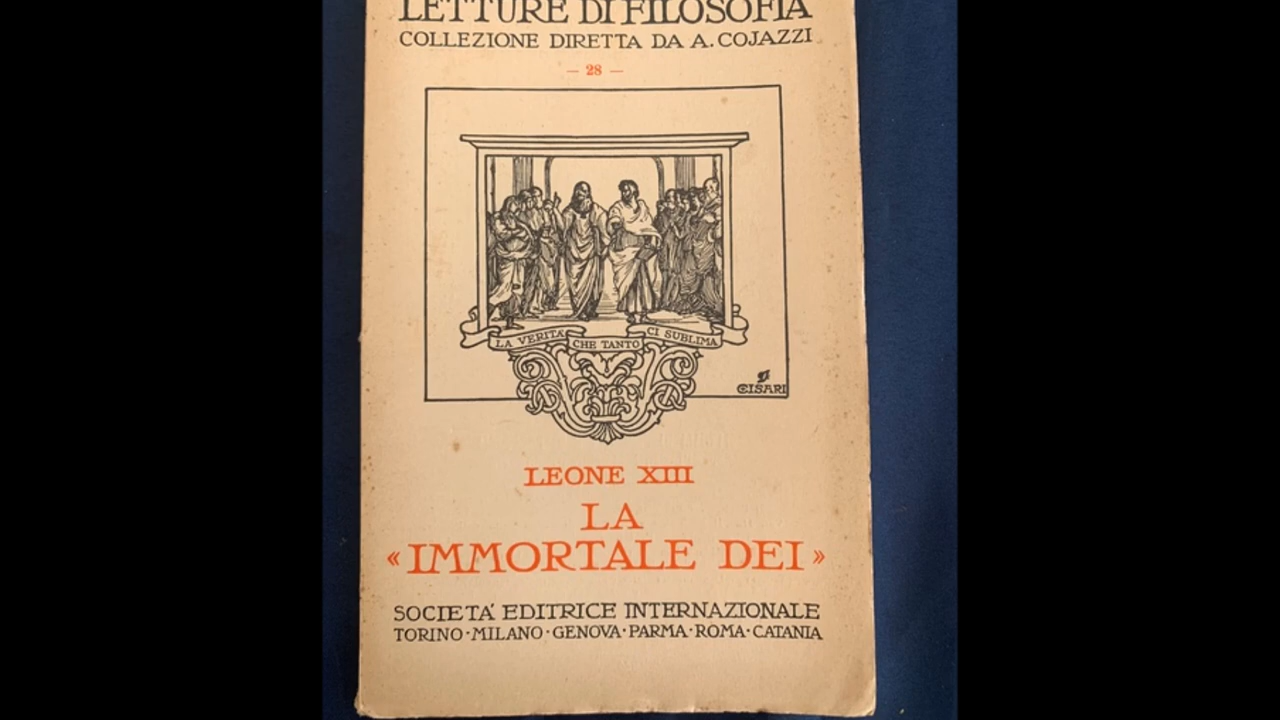 LETTURE DI FILOSOFIA
COLLEZIONE DIRETTA DA A. COJAZZI
— 28 —
LA VERITÀ CHE TANTO CI SUBLIMA
CISARI
LEONE XIII
LA
«IMMORTALE DEI»
SOCIETÀ EDITRICE INTERNAZIONALE
TORINO · MILANO · GENOVA · PARMA · ROMA · CATANIA